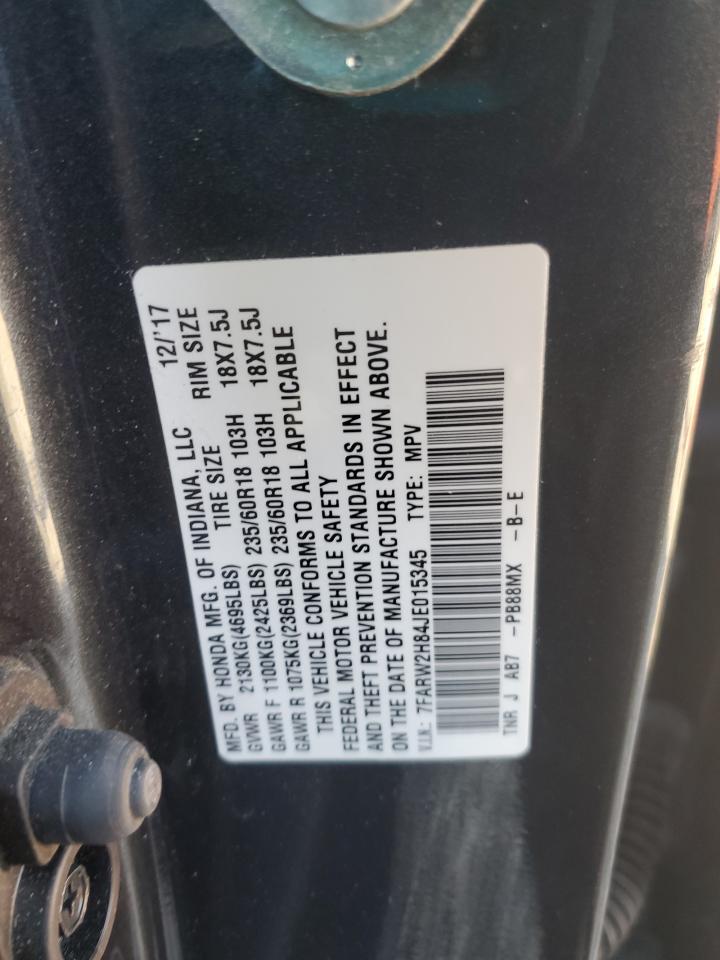 MFD. BY HONDA MFG. OF INDIANA, LLC 12/'17
TIRE SIZE RIM SIZE
GVWR 2130KG(4695LBS)
GAWR F 1100KG(2425LBS) 235/60R18 103H 18X7.5J
GAWR R 1075KG(2369LBS) 235/60R18 103H 18X7.5J
THIS VEHICLE CONFORMS TO ALL APPLICABLE
FEDERAL MOTOR VEHICLE SAFETY
AND THEFT PREVENTION STANDARDS IN EFFECT
ON THE DATE OF MANUFACTURE SHOWN ABOVE.
V.I.N.: 7FARW2H84JE015345 TYPE: MPV
TNR J AB7 -PB88MX -B-E